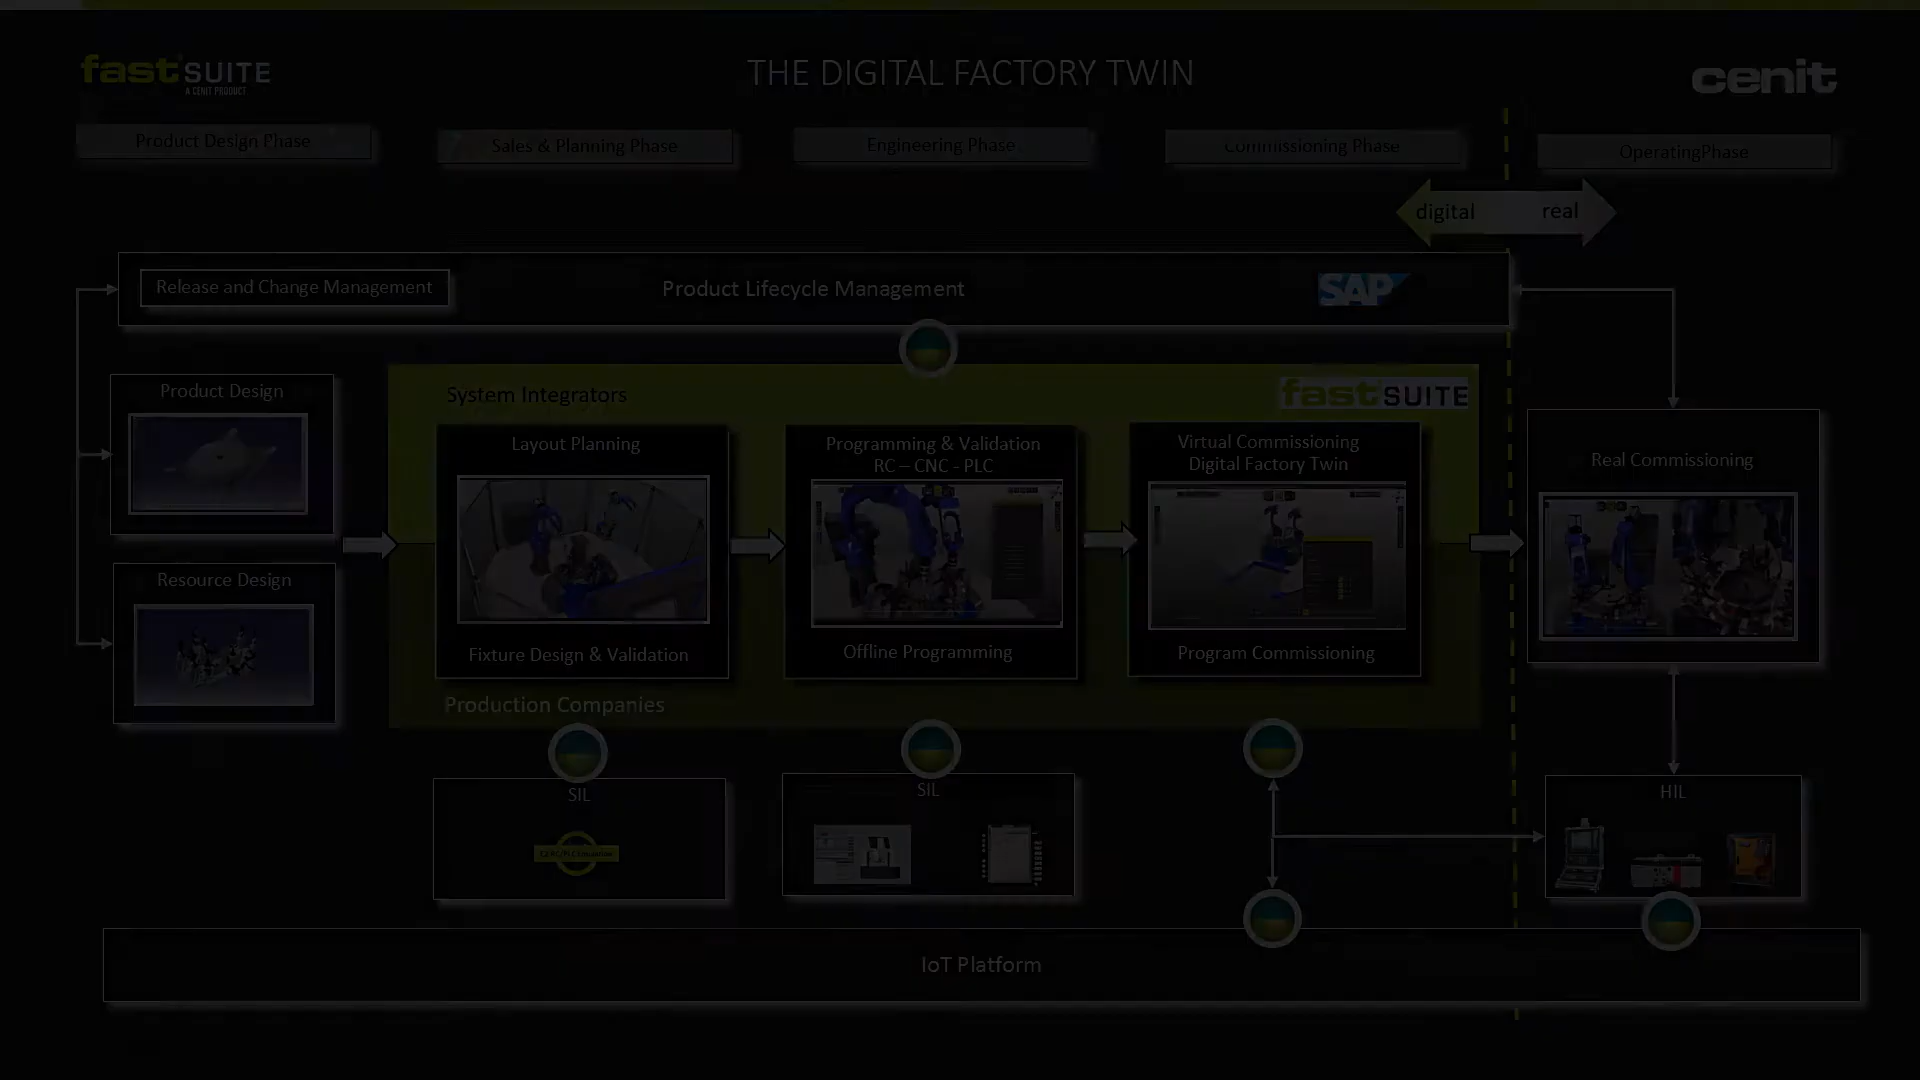 fast SUITE
A CENIT PRODUCT
THE DIGITAL FACTORY TWIN
cenit
Product Design Phase
Sales & Planning Phase
Engineering Phase
Commissioning Phase
OperatingPhase
digital
real
Release and Change Management
Product Lifecycle Management
SAP
Product Design
System Integrators
fast SUITE
Layout Planning
Programming & Validation
RC – CNC - PLC
Virtual Commissioning
Digital Factory Twin
Real Commissioning
Resource Design
Fixture Design & Validation
Offline Programming
Program Commissioning
Production Companies
SIL
SIL
HIL
IoT Platform